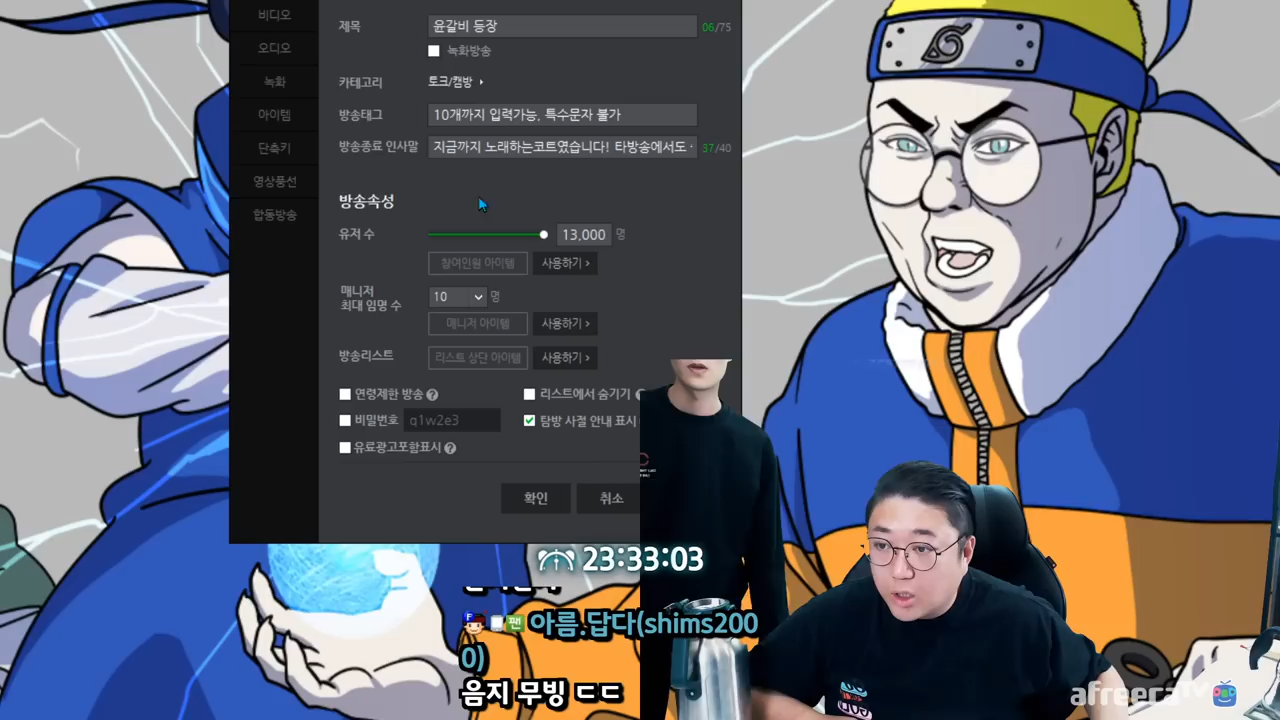 비디오
오디오
녹화
아이템
단축키
영상풍선
합동방송
제목 윤갈비 등장 06/75
녹화방송
카테고리 토크/캠방
방송태그 10개까지 입력가능, 특수문자 불가
방송종료 인사말 지금까지 노래하는코트였습니다! 타방송에서도 37/40
방송속성
유저 수 13,000 명
참여인원 아이템 사용하기 >
매니저
최대 임명 수 10 명
매니저 아이템 사용하기 >
방송리스트 리스트 상단 아이템 사용하기 >
연령제한 방송 ? 리스트에서 숨기기
비밀번호 q1w2e3 탐방 사절 안내 표시
유료광고포함표시 ?
확인 취소
23:33:03
F 팬 아름.답다(shims200
0)
음지 무빙 ㄷㄷ
afreecaTV